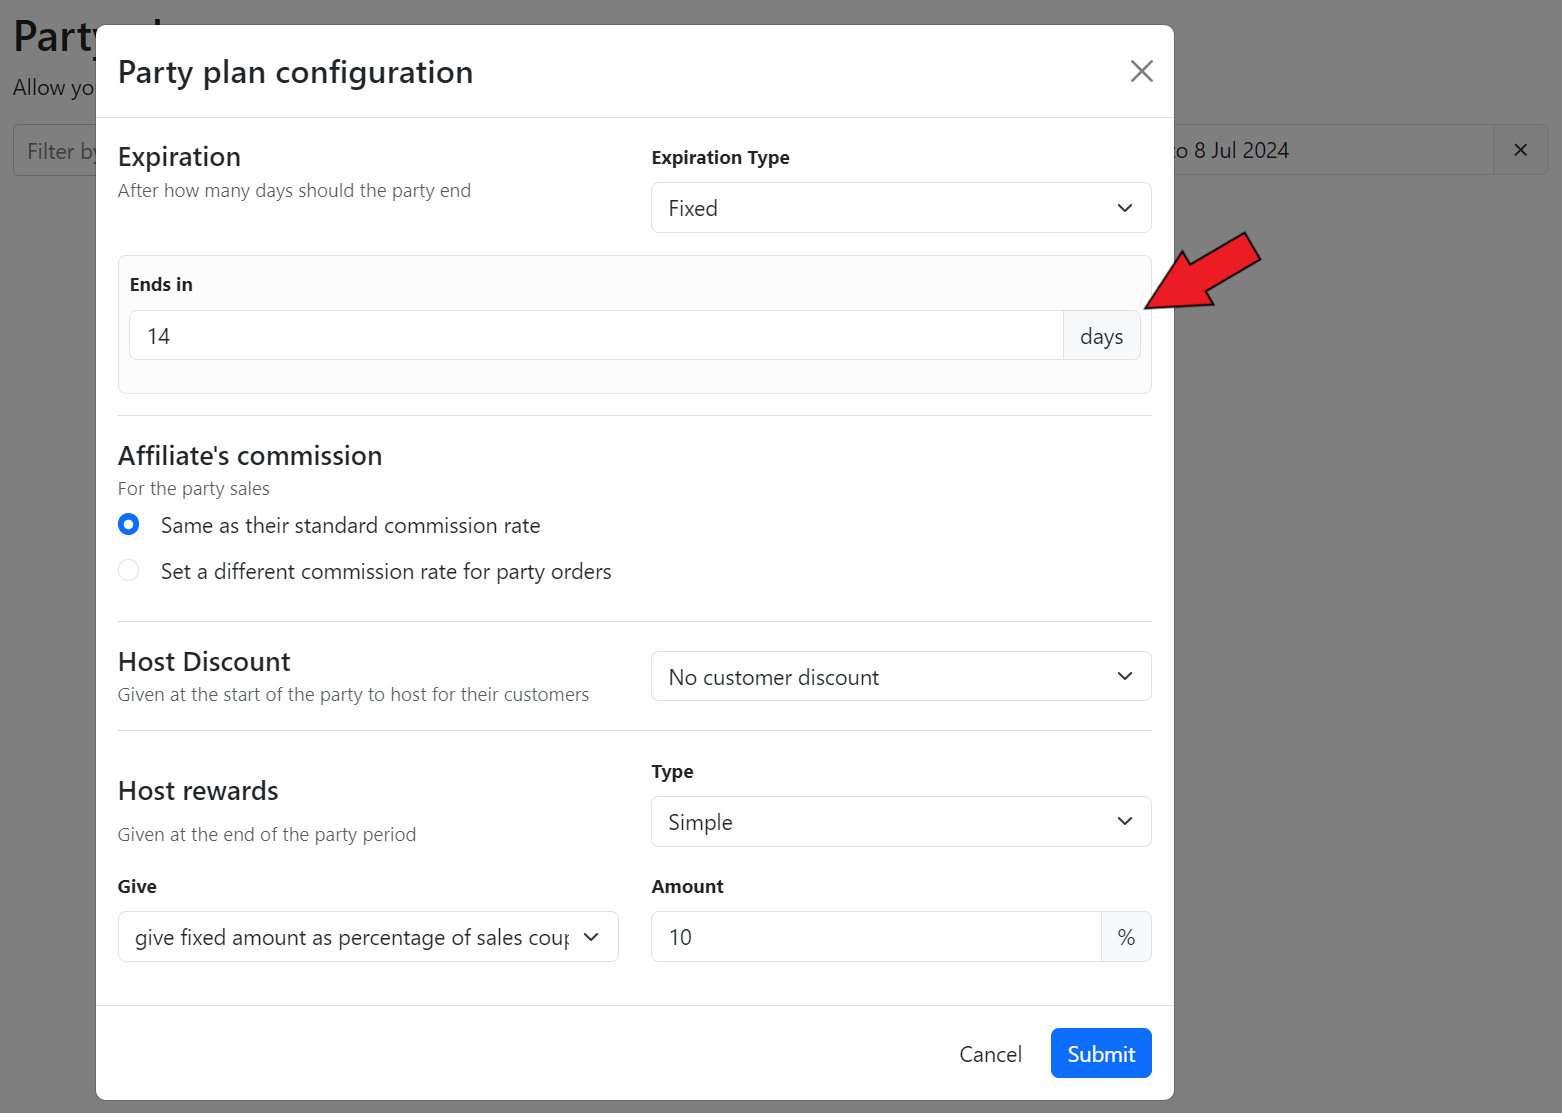 Party plan configuration
Allow yo
Filter by
to 8 Jul 2024
Expiration
After how many days should the party end
Expiration Type
Fixed
Ends in
14
days
Affiliate's commission
For the party sales
Same as their standard commission rate
Set a different commission rate for party orders
Host Discount
Given at the start of the party to host for their customers
No customer discount
Host rewards
Given at the end of the party period
Type
Simple
Give
give fixed amount as percentage of sales coup
Amount
10
%
Cancel
Submit